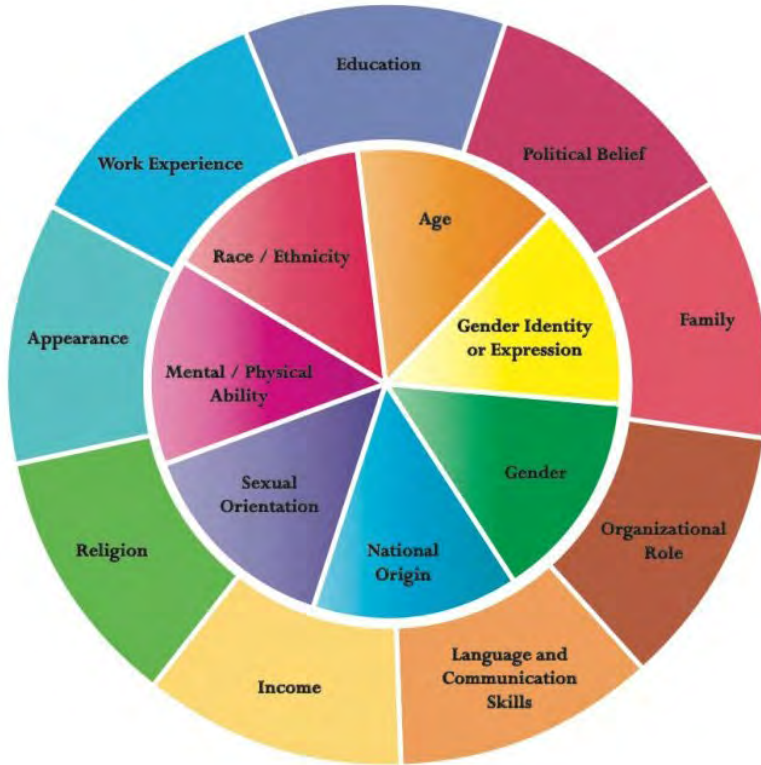 Education
Political Belief
Family
Organizational
Role
Language and
Communication
Skills
Income
Religion
Appearance
Work Experience
Age
Gender Identity
or Expression
Gender
National
Origin
Sexual
Orientation
Mental / Physical
Ability
Race / Ethnicity